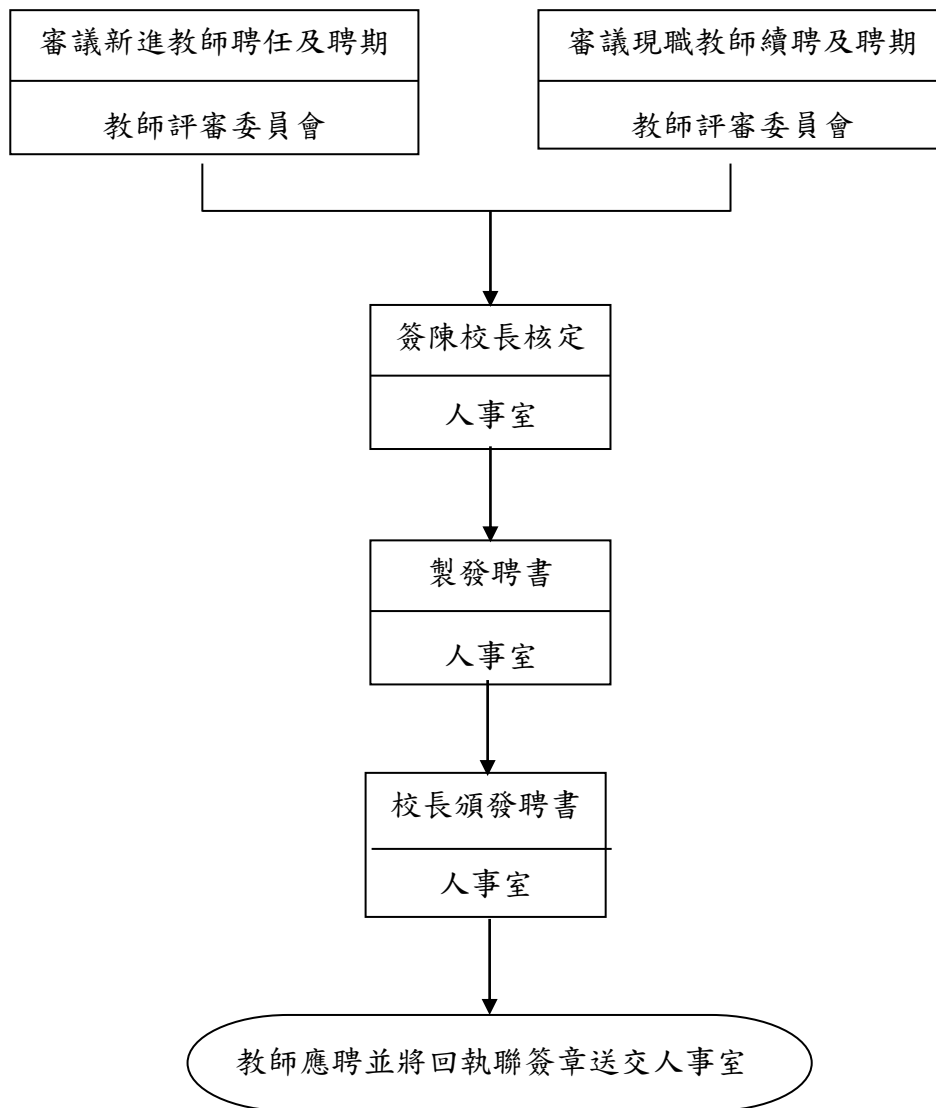 審議新進教師聘任及聘期
教師評審委員會
審議現職教師續聘及聘期
教師評審委員會
簽陳校長核定
人事室
製發聘書
人事室
校長頒發聘書
人事室
教師應聘並將回執聯簽章送交人事室